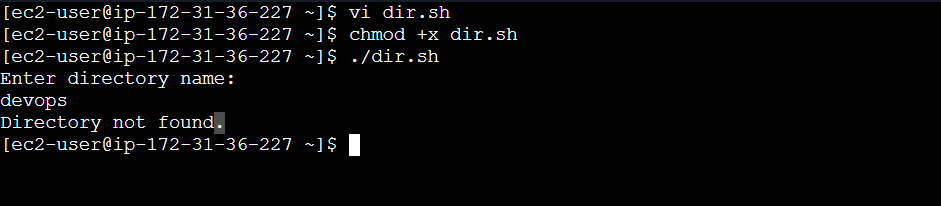 [ec2-user@ip-172-31-36-227 ~]$ vi dir.sh
[ec2-user@ip-172-31-36-227 ~]$ chmod +x dir.sh
[ec2-user@ip-172-31-36-227 ~]$ ./dir.sh
Enter directory name:
devops
Directory not found.
[ec2-user@ip-172-31-36-227 ~]$